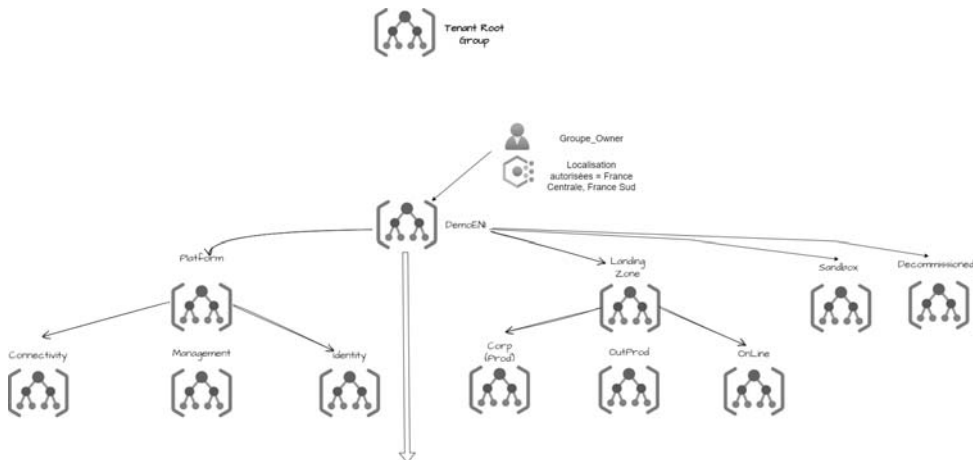 Tenant Root
Group
Groupe_Owner
Localisation
autorisées = France
Centrale, France Sud
DemoENI
Platform
Landing
Zone
Sandbox
Decommissioned
Connectivity
Management
Identity
Corp
(Prod)
OutProd
OnLine